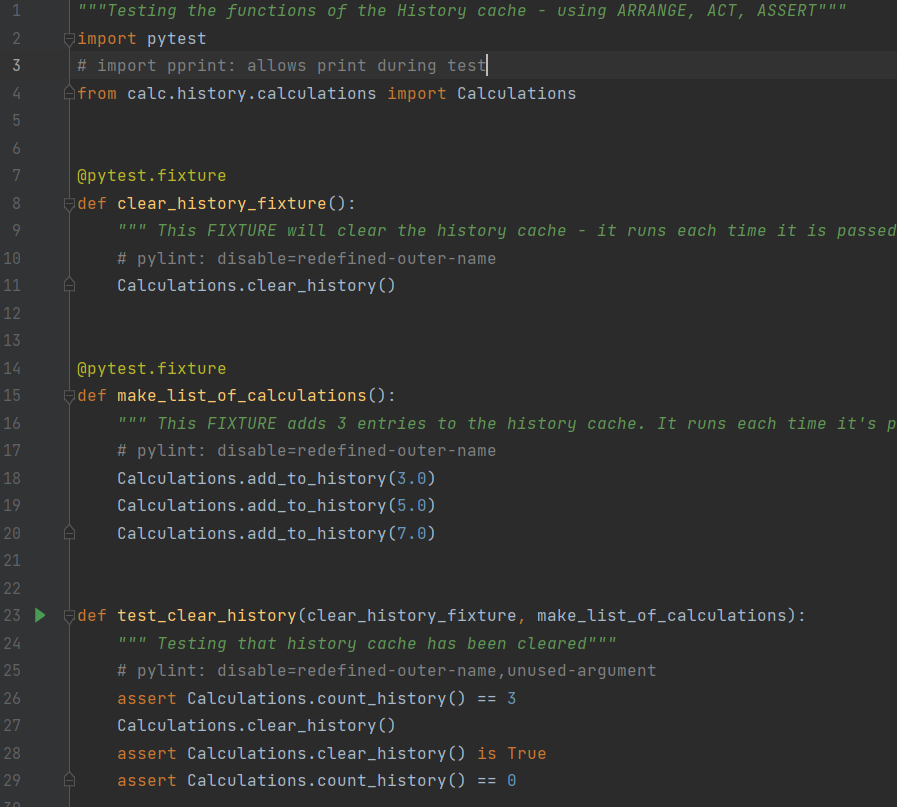 1 """Testing the functions of the History cache - using ARRANGE, ACT, ASSERT"""
2 import pytest
3 # import pprint: allows print during test
4 from calc.history.calculations import Calculations
5
6
7 @pytest.fixture
8 def clear_history_fixture():
9     """ This FIXTURE will clear the history cache - it runs each time it is passed
10     # pylint: disable=redefined-outer-name
11     Calculations.clear_history()
12
13
14 @pytest.fixture
15 def make_list_of_calculations():
16     """ This FIXTURE adds 3 entries to the history cache. It runs each time it's p
17     # pylint: disable=redefined-outer-name
18     Calculations.add_to_history(3.0)
19     Calculations.add_to_history(5.0)
20     Calculations.add_to_history(7.0)
21
22
23 def test_clear_history(clear_history_fixture, make_list_of_calculations):
24     """ Testing that history cache has been cleared"""
25     # pylint: disable=redefined-outer-name,unused-argument
26     assert Calculations.count_history() == 3
27     Calculations.clear_history()
28     assert Calculations.clear_history() is True
29     assert Calculations.count_history() == 0